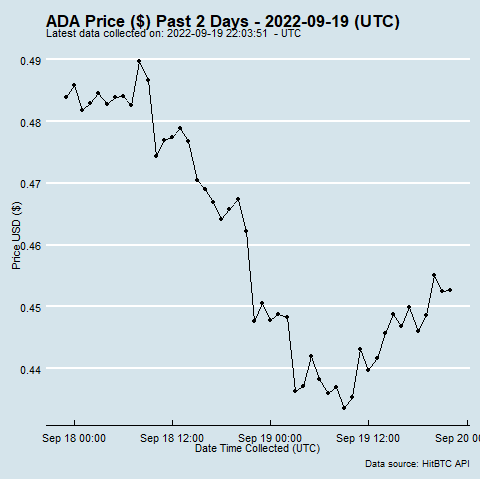 ADA Price ($) Past 2 Days - 2022-09-19 (UTC)
Latest data collected on: 2022-09-19 22:03:51 - UTC
0.49
0.48
0.47
0.46
0.45
0.44
Price USD ($)
Sep 18 00:00
Sep 18 12:00
Sep 19 00:00
Sep 19 12:00
Sep 20 0
Date Time Collected (UTC)
Data source: HitBTC API